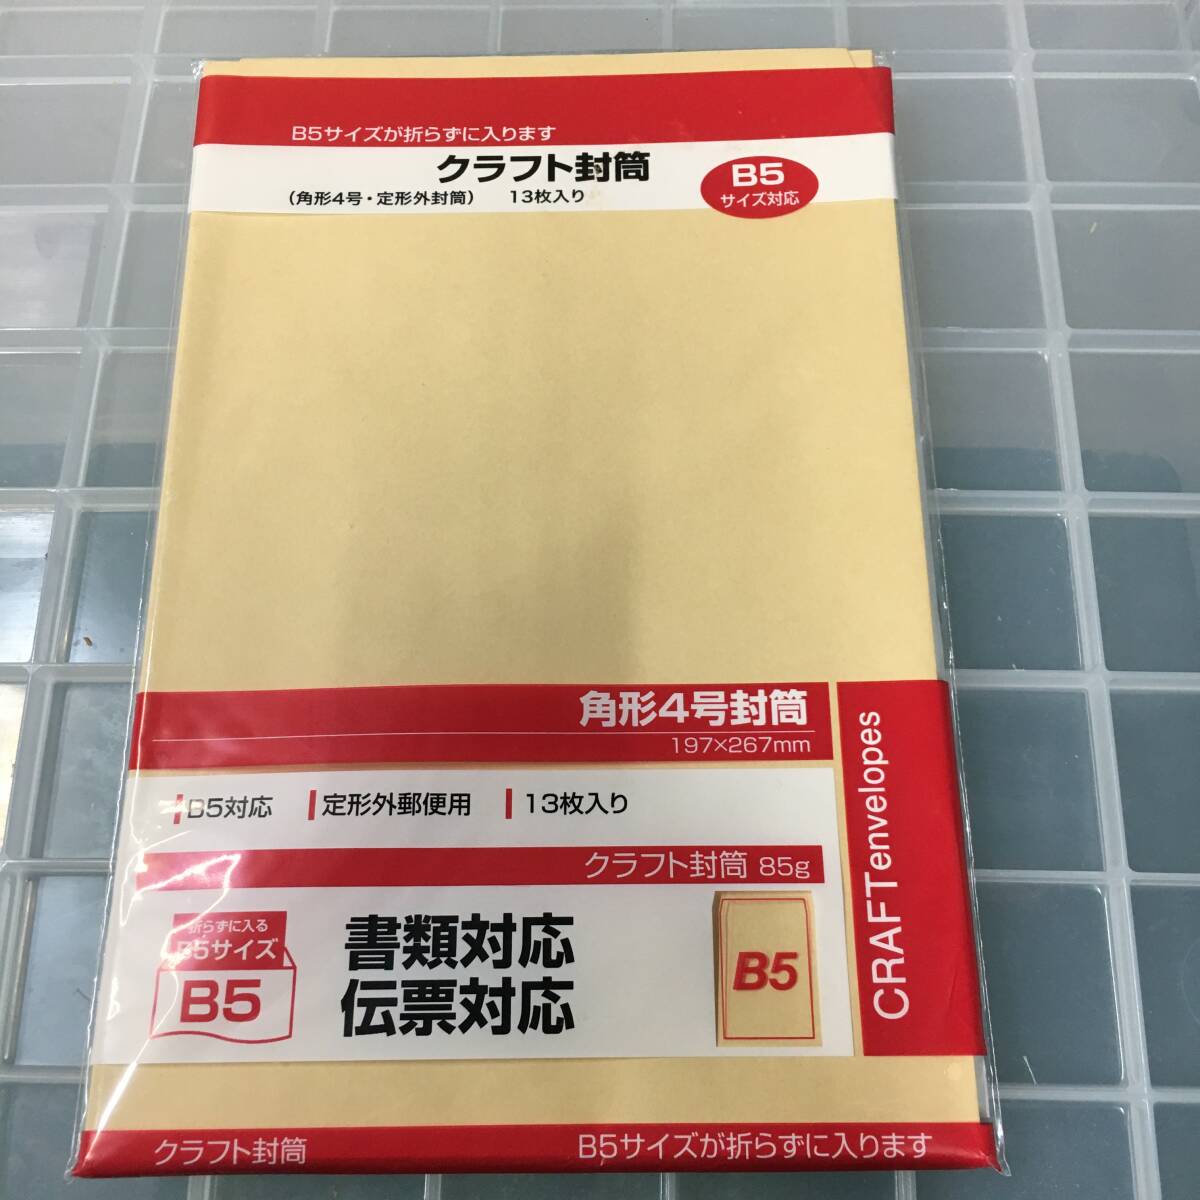 B5サイズが折らずに入ります
クラフト封筒
(角形4号・定形外封筒) 13枚入り
B5
サイズ対応
角形4号封筒
197×267mm
B5対応
定形外郵便用
13枚入り
クラフト封筒 85g
折らずに入る
B5サイズ
B5
書類対応
伝票対応
B5
CRAFTenvelopes
クラフト封筒
B5サイズが折らずに入ります